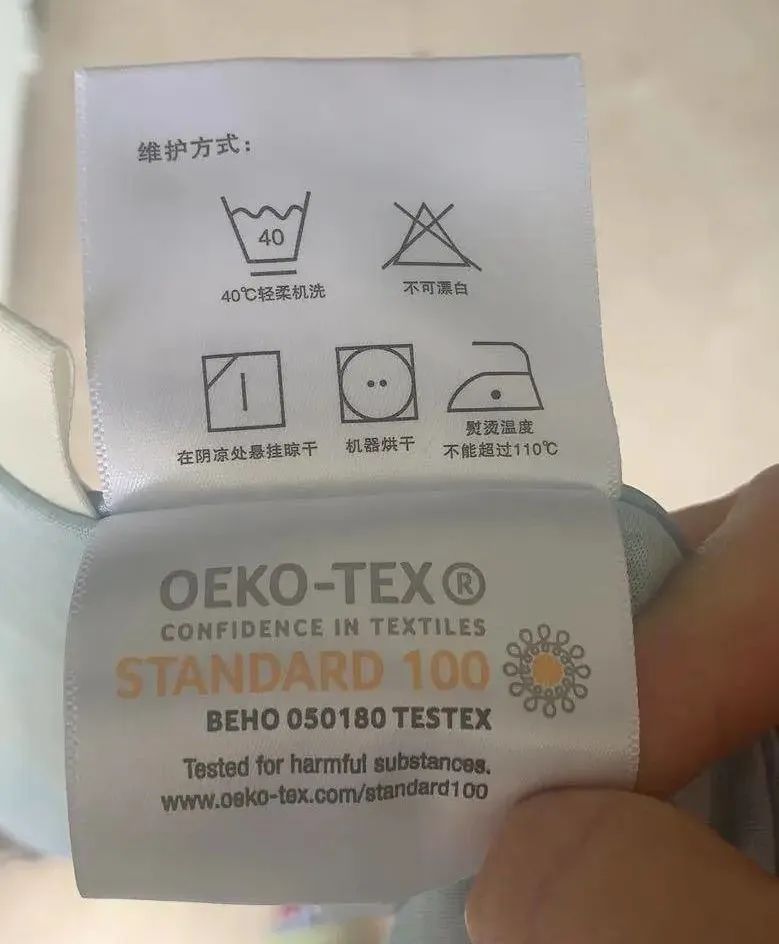 维护方式：
40
40℃轻柔机洗
不可漂白
在阴凉处悬挂晾干
机器烘干
熨烫温度
不能超过110℃
OEKO-TEX®
CONFIDENCE IN TEXTILES
STANDARD 100
BEHO 050180 TESTEX
Tested for harmful substances.
www.oeko-tex.com/standard100